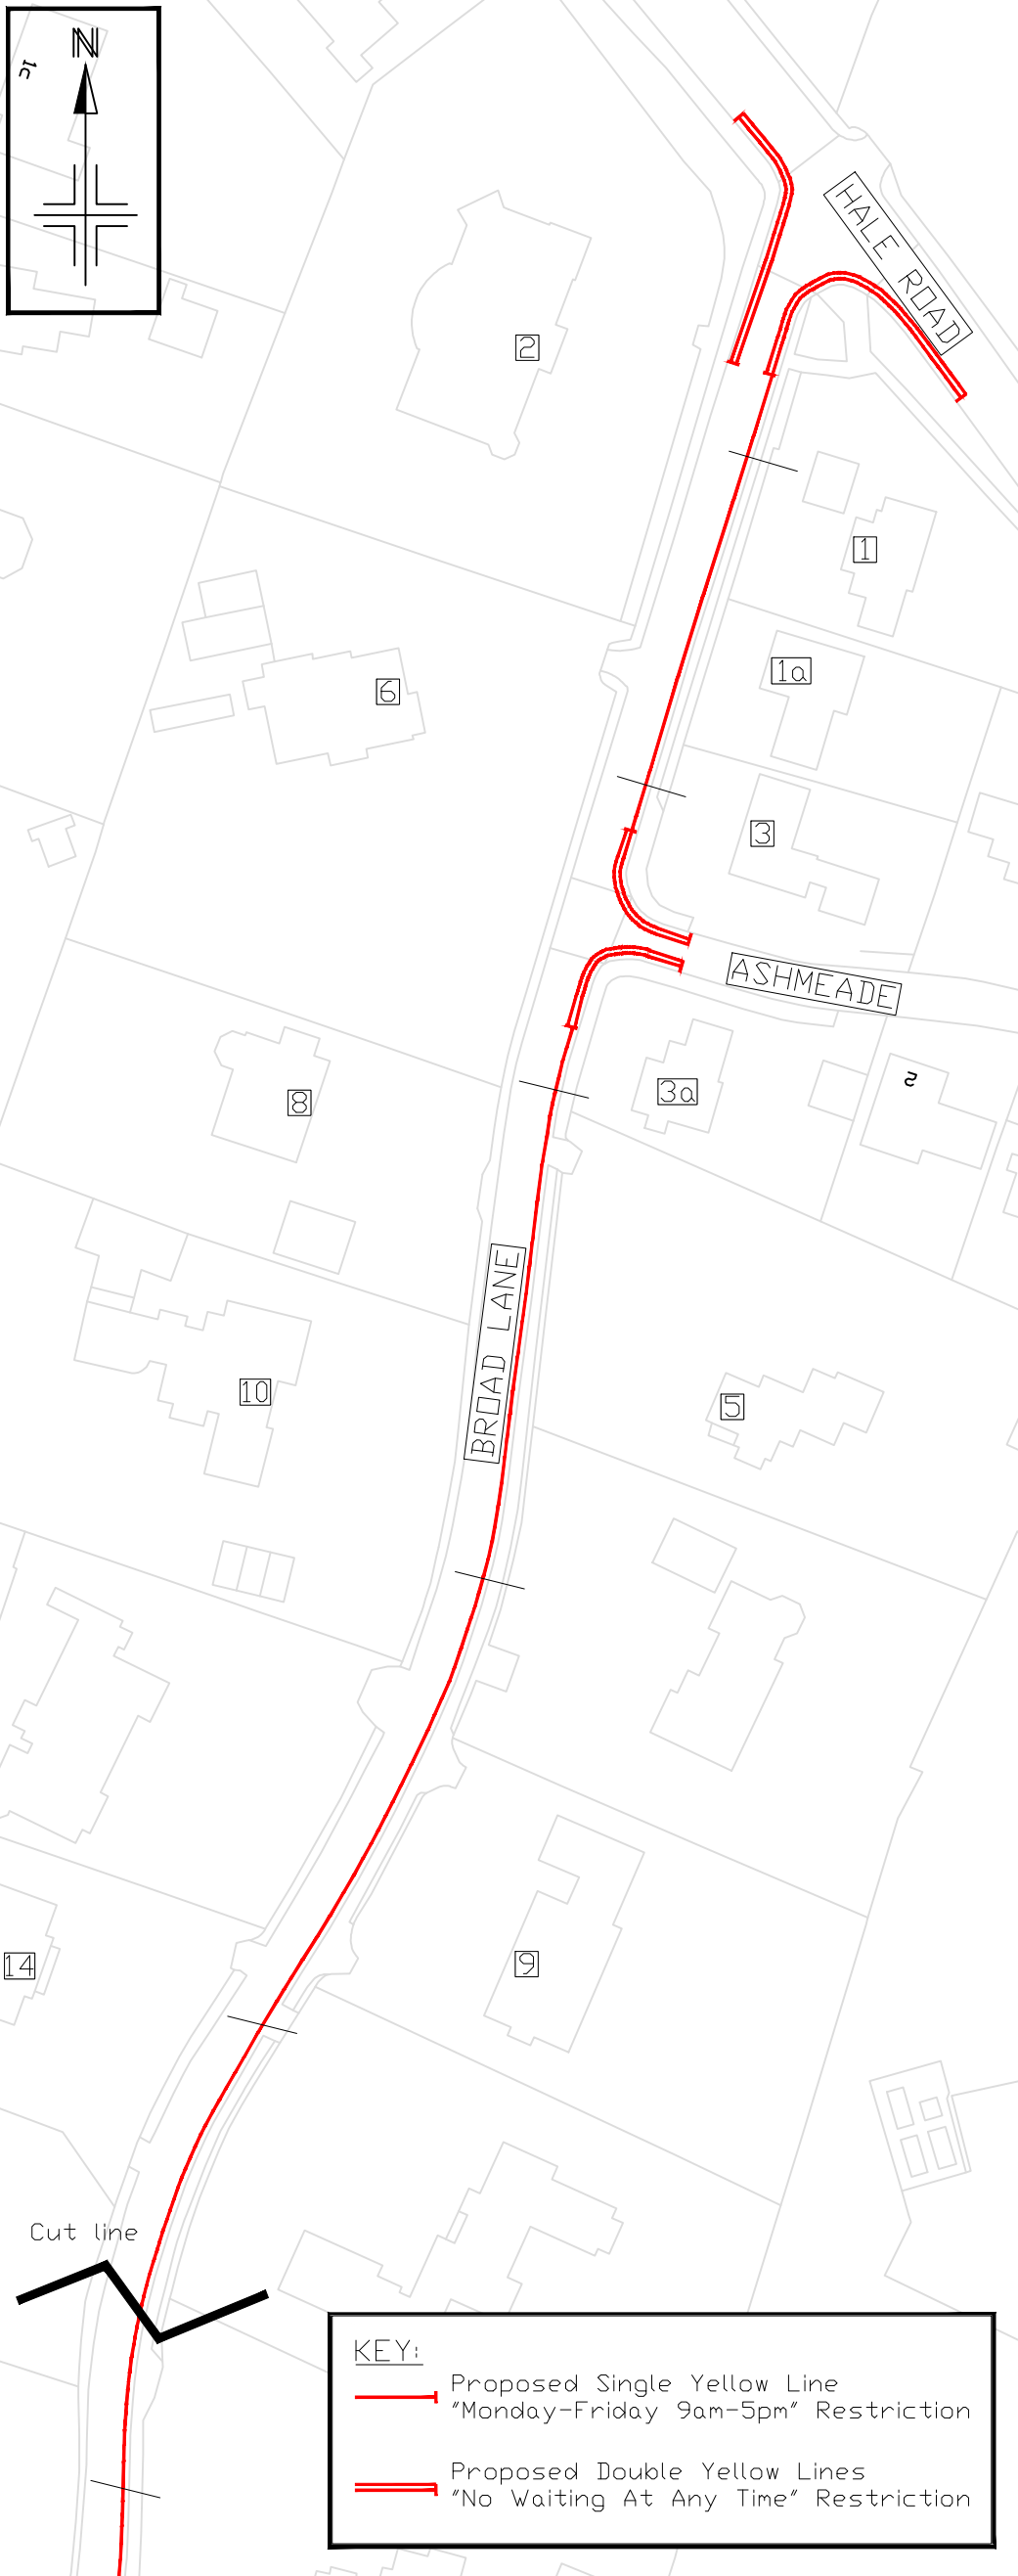 N
1c
HALE ROAD
2
1
1a
6
3
ASHMEADE
2
3a
8
BROAD LANE
10
5
9
14
Cut line
KEY:
Proposed Single Yellow Line
"Monday-Friday 9am-5pm" Restriction
Proposed Double Yellow Lines
"No Waiting At Any Time" Restriction